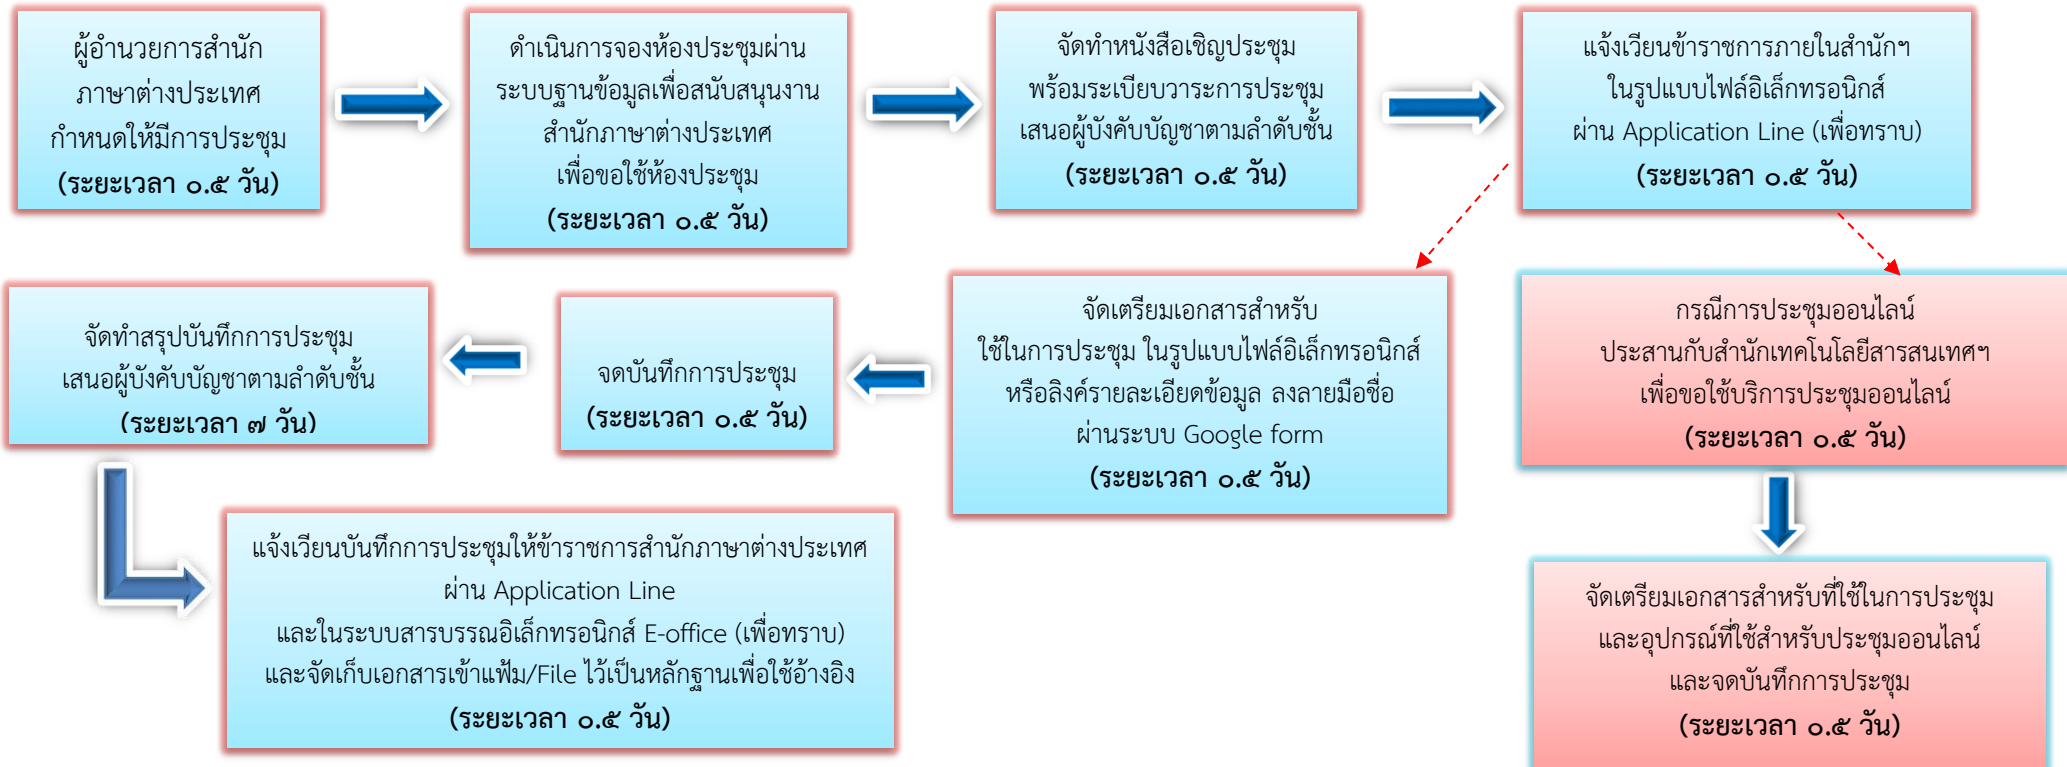 ผู้อำนวยการสำนัก
ภาษาต่างประเทศ
กำหนดให้มีการประชุม
(ระยะเวลา ๐.๕ วัน)
ดำเนินการจองห้องประชุมผ่าน
ระบบฐานข้อมูลเพื่อสนับสนุนงาน
สำนักภาษาต่างประเทศ
เพื่อขอใช้ห้องประชุม
(ระยะเวลา ๐.๕ วัน)
จัดทำหนังสือเชิญประชุม
พร้อมระเบียบวาระการประชุม
เสนอผู้บังคับบัญชาตามลำดับชั้น
(ระยะเวลา ๐.๕ วัน)
แจ้งเวียนข้าราชการภายในสำนักฯ
ในรูปแบบไฟล์อิเล็กทรอนิกส์
ผ่าน Application Line (เพื่อทราบ)
(ระยะเวลา ๐.๕ วัน)
กรณีการประชุมออนไลน์
ประสานกับสำนักเทคโนโลยีสารสนเทศฯ
เพื่อขอใช้บริการประชุมออนไลน์
(ระยะเวลา ๐.๕ วัน)
จัดเตรียมเอกสารสำหรับที่ใช้ในการประชุม
และอุปกรณ์ที่ใช้สำหรับประชุมออนไลน์
และจดบันทึกการประชุม
(ระยะเวลา ๐.๕ วัน)
จัดเตรียมเอกสารสำหรับ
ใช้ในการประชุม ในรูปแบบไฟล์อิเล็กทรอนิกส์
หรือลิงค์รายละเอียดข้อมูล ลงลายมือชื่อ
ผ่านระบบ Google form
(ระยะเวลา ๐.๕ วัน)
จดบันทึกการประชุม
(ระยะเวลา ๐.๕ วัน)
จัดทำสรุปบันทึกการประชุม
เสนอผู้บังคับบัญชาตามลำดับชั้น
(ระยะเวลา ๗ วัน)
แจ้งเวียนบันทึกการประชุมให้ข้าราชการสำนักภาษาต่างประเทศ
ผ่าน Application Line
และในระบบสารบรรณอิเล็กทรอนิกส์ E-office (เพื่อทราบ)
และจัดเก็บเอกสารเข้าแฟ้ม/File ไว้เป็นหลักฐานเพื่อใช้อ้างอิง
(ระยะเวลา ๐.๕ วัน)